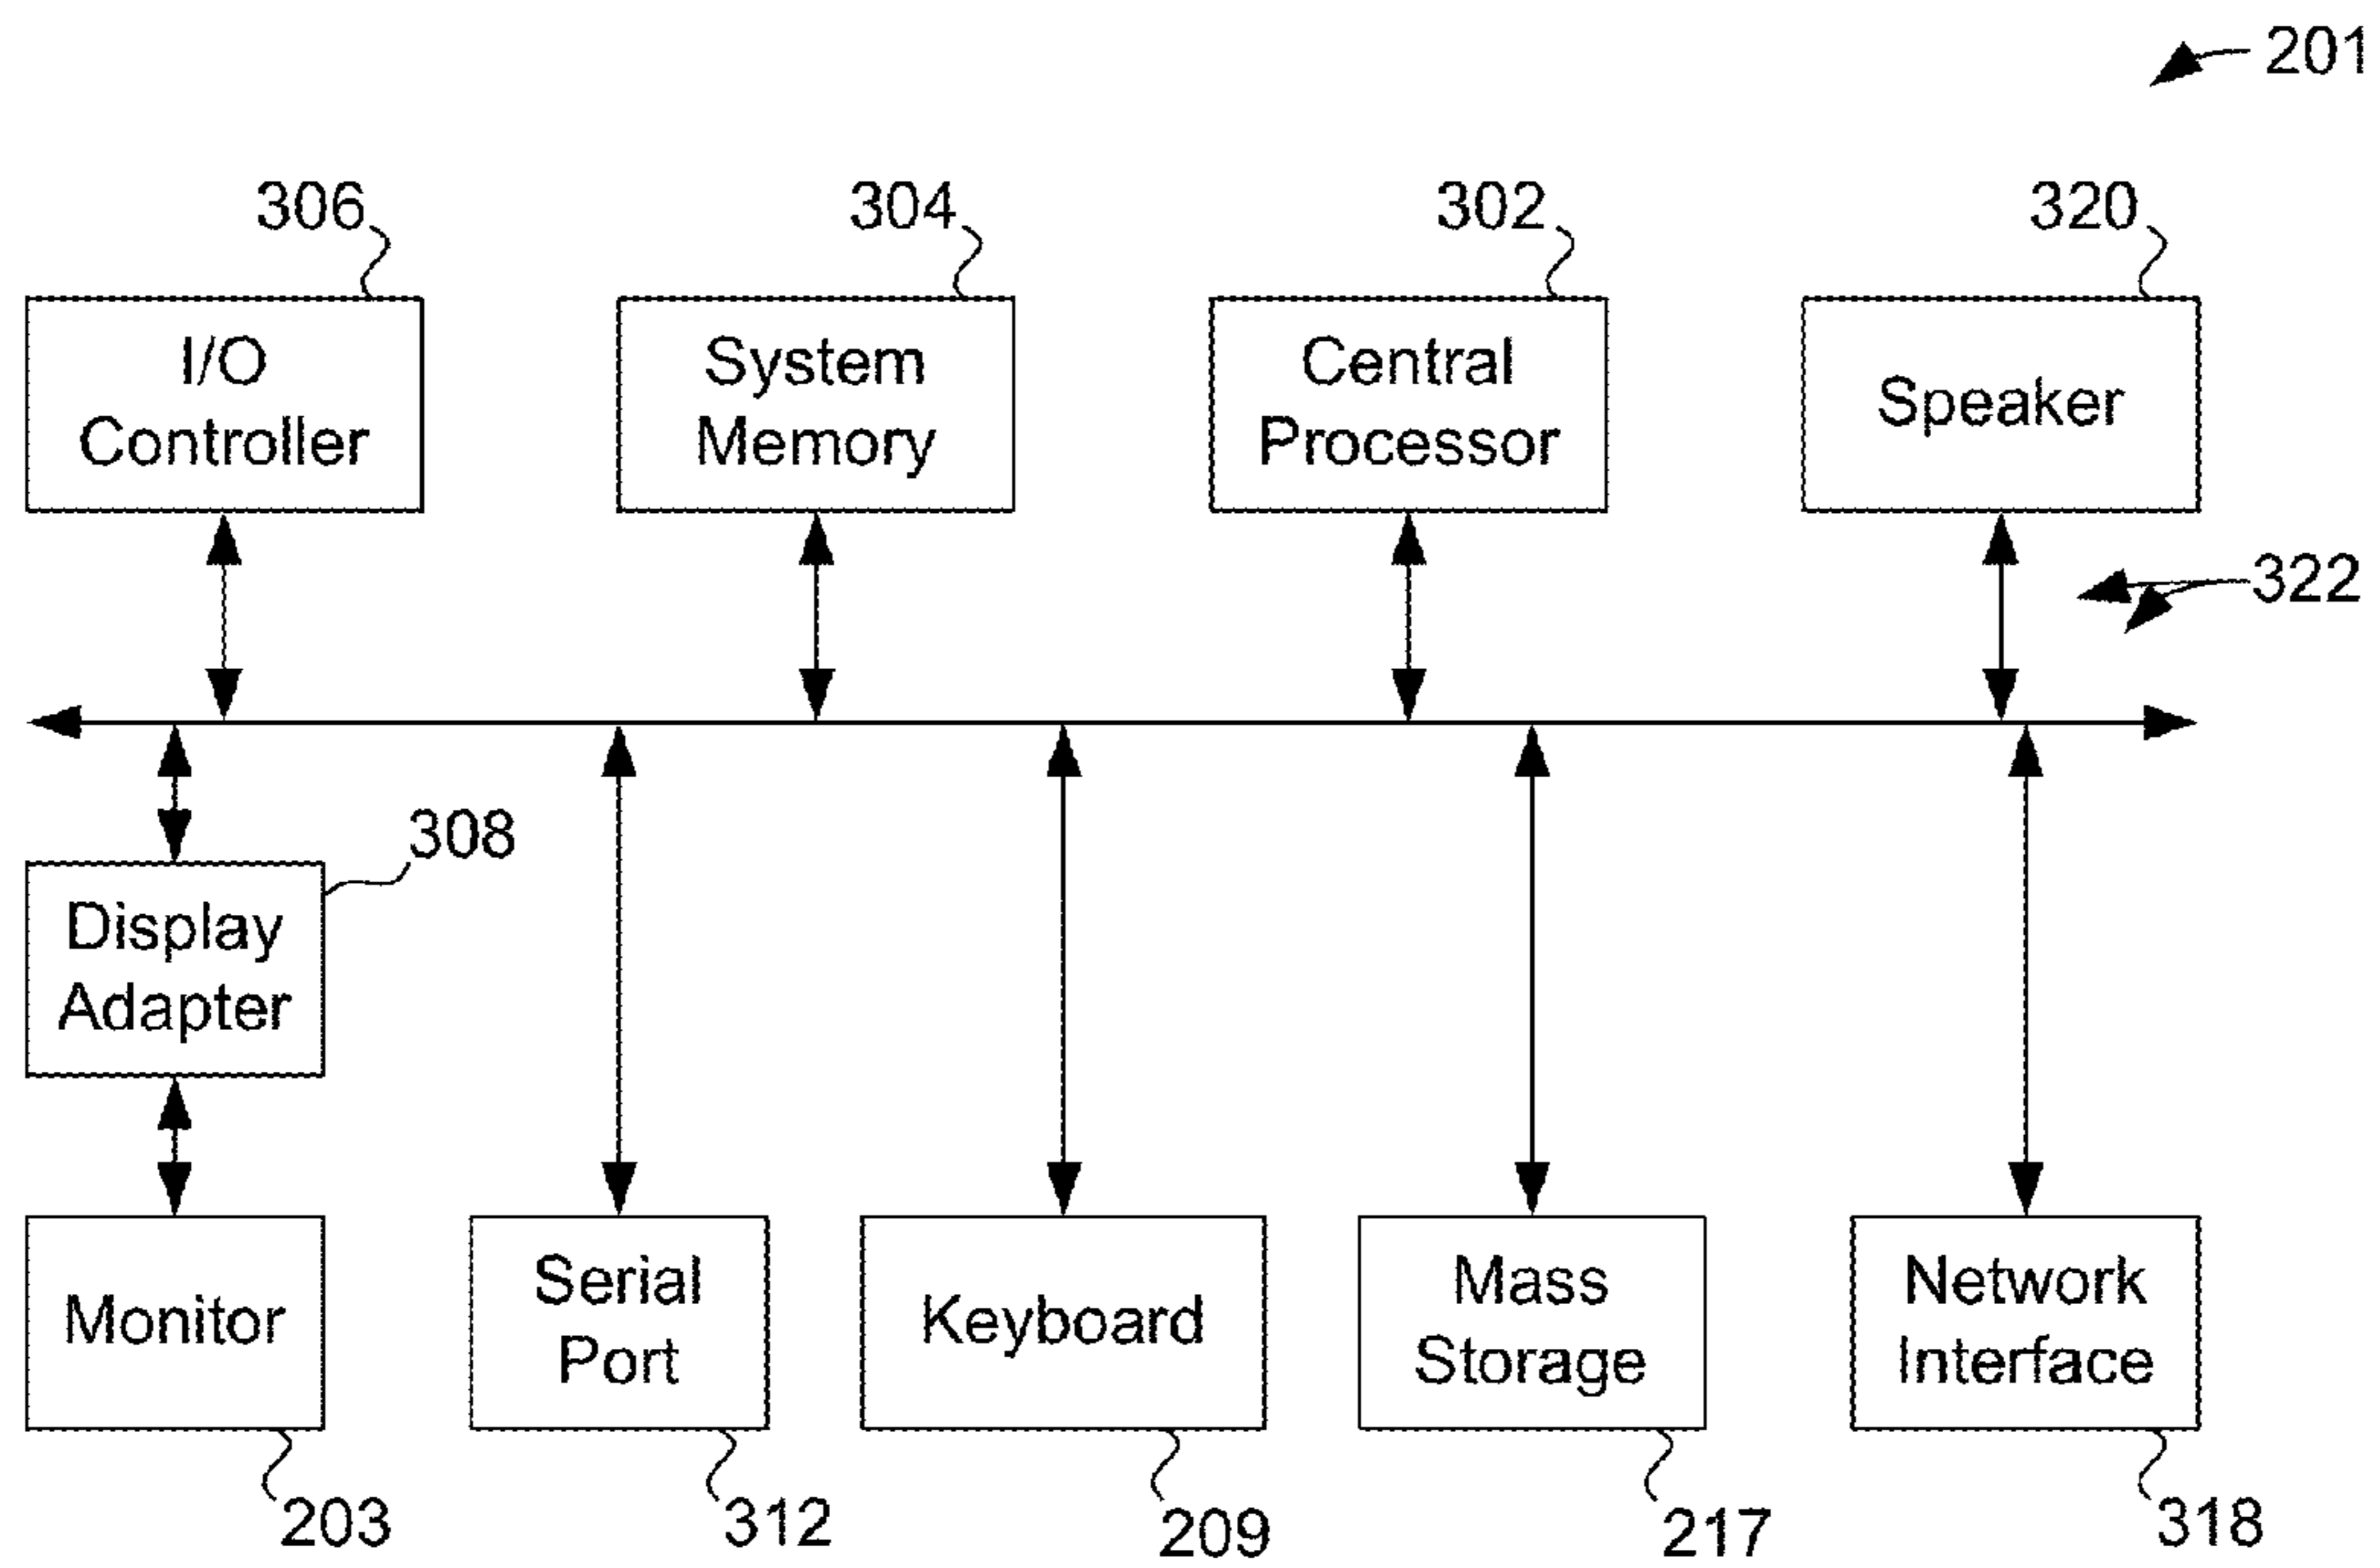 201
306
304
302
320
I/O
Controller
System
Memory
Central
Processor
Speaker
322
308
Display
Adapter
Monitor
Serial
Port
Keyboard
Mass
Storage
Network
Interface
203
312
209
217
318